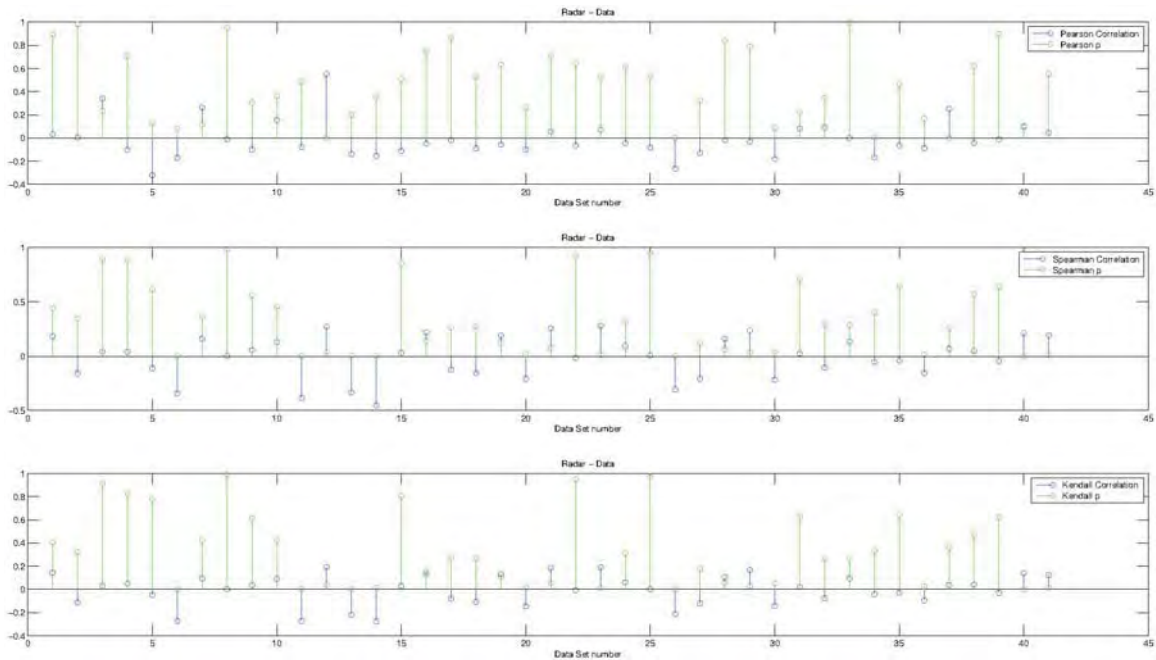 Radar - Data
1
0.8
0.6
0.4
0.2
0
-0.2
-0.4
Pearson Correlation
Pearson p
0 5 10 15 20 25 30 35 40 45
Data Set number
Radar - Data
1
0.5
0
-0.5
Spearman Correlation
Spearman p
0 5 10 15 20 25 30 35 40 45
Data Set number
Radar - Data
1
0.8
0.6
0.4
0.2
0
-0.2
-0.4
Kendall Correlation
Kendall p
0 5 10 15 20 25 30 35 40 45
Data Set number